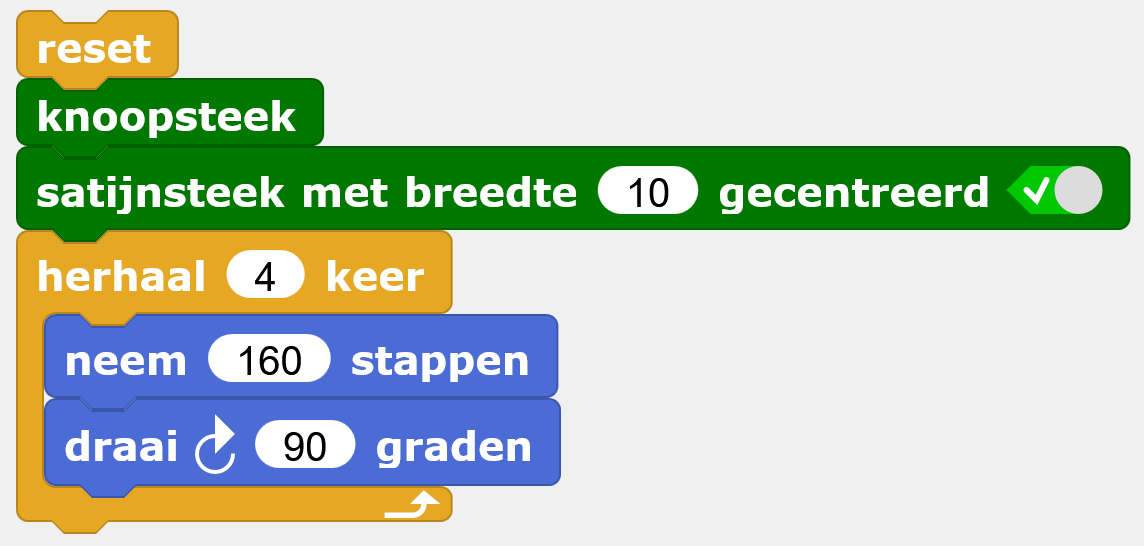 reset
knoopsteek
satijnsteek met breedte 10 gecentreerd
herhaal 4 keer
neem 160 stappen
draai 90 graden